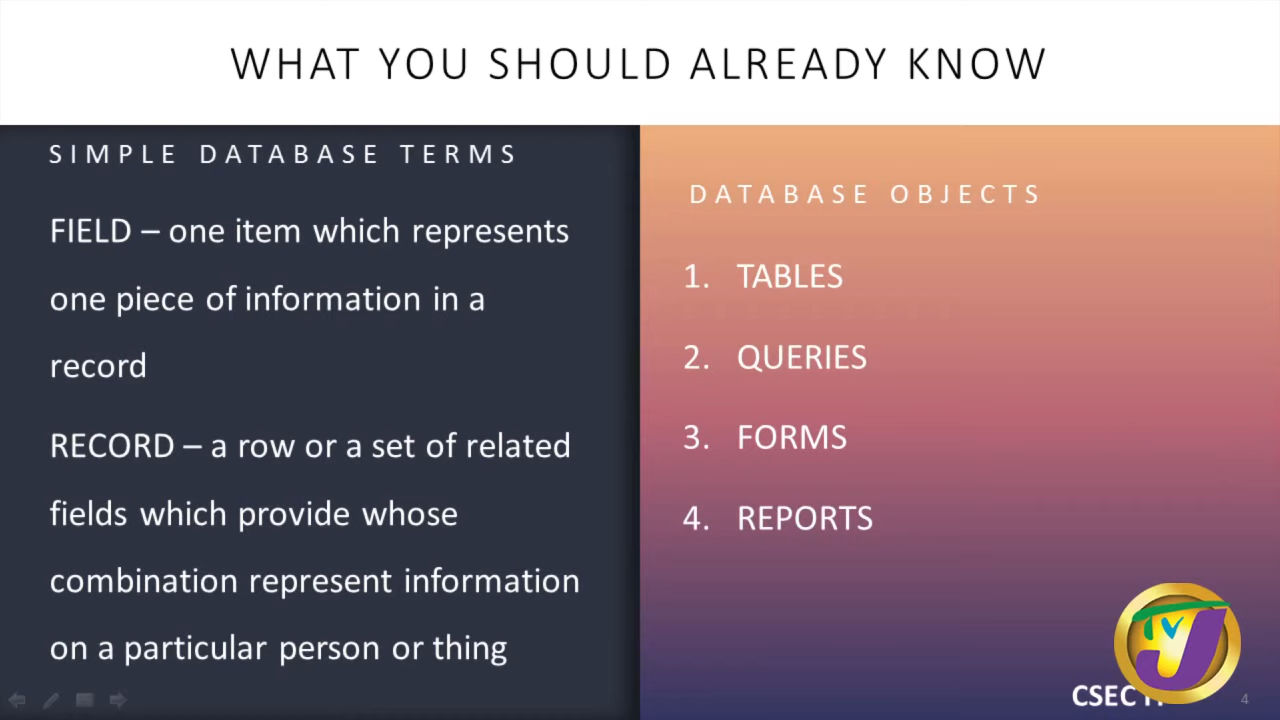 WHAT YOU SHOULD ALREADY KNOW
SIMPLE DATABASE TERMS
FIELD – one item which represents
one piece of information in a
record
RECORD – a row or a set of related
fields which provide whose
combination represent information
on a particular person or thing
DATABASE OBJECTS
1. TABLES
2. QUERIES
3. FORMS
4. REPORTS
TVJ
CSEC
4